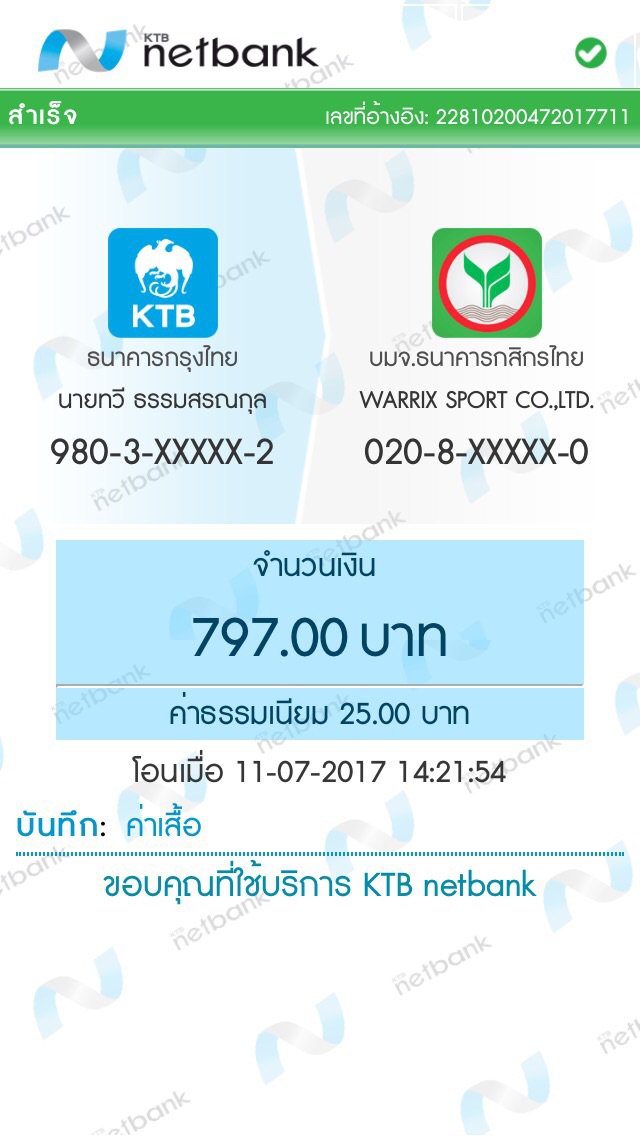 KTB
netbank
สำเร็จ
เลขที่อ้างอิง: 22810200472017711
KTB
ธนาคารกรุงไทย
นายทวี ธรรมสรณกุล
980-3-XXXXX-2
บมจ.ธนาคารกสิกรไทย
WARRIX SPORT CO.,LTD.
020-8-XXXXX-0
จำนวนเงิน
797.00 บาท
ค่าธรรมเนียม 25.00 บาท
โอนเมื่อ 11-07-2017 14:21:54
บันทึก: ค่าเสื้อ
ขอบคุณที่ใช้บริการ KTB netbank